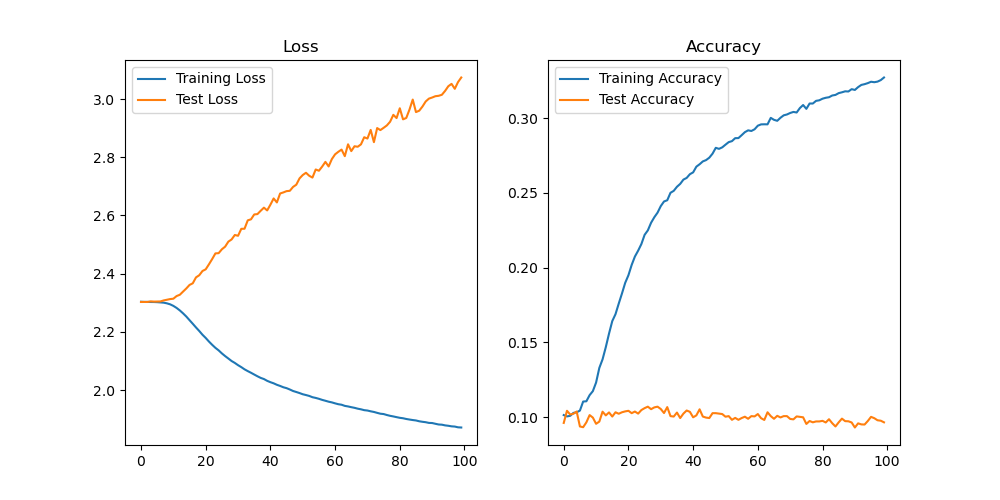 Loss
Training Loss
Test Loss
3.0
2.8
2.6
2.4
2.2
2.0
0 20 40 60 80 100
Accuracy
Training Accuracy
Test Accuracy
0.30
0.25
0.20
0.15
0.10
0 20 40 60 80 100